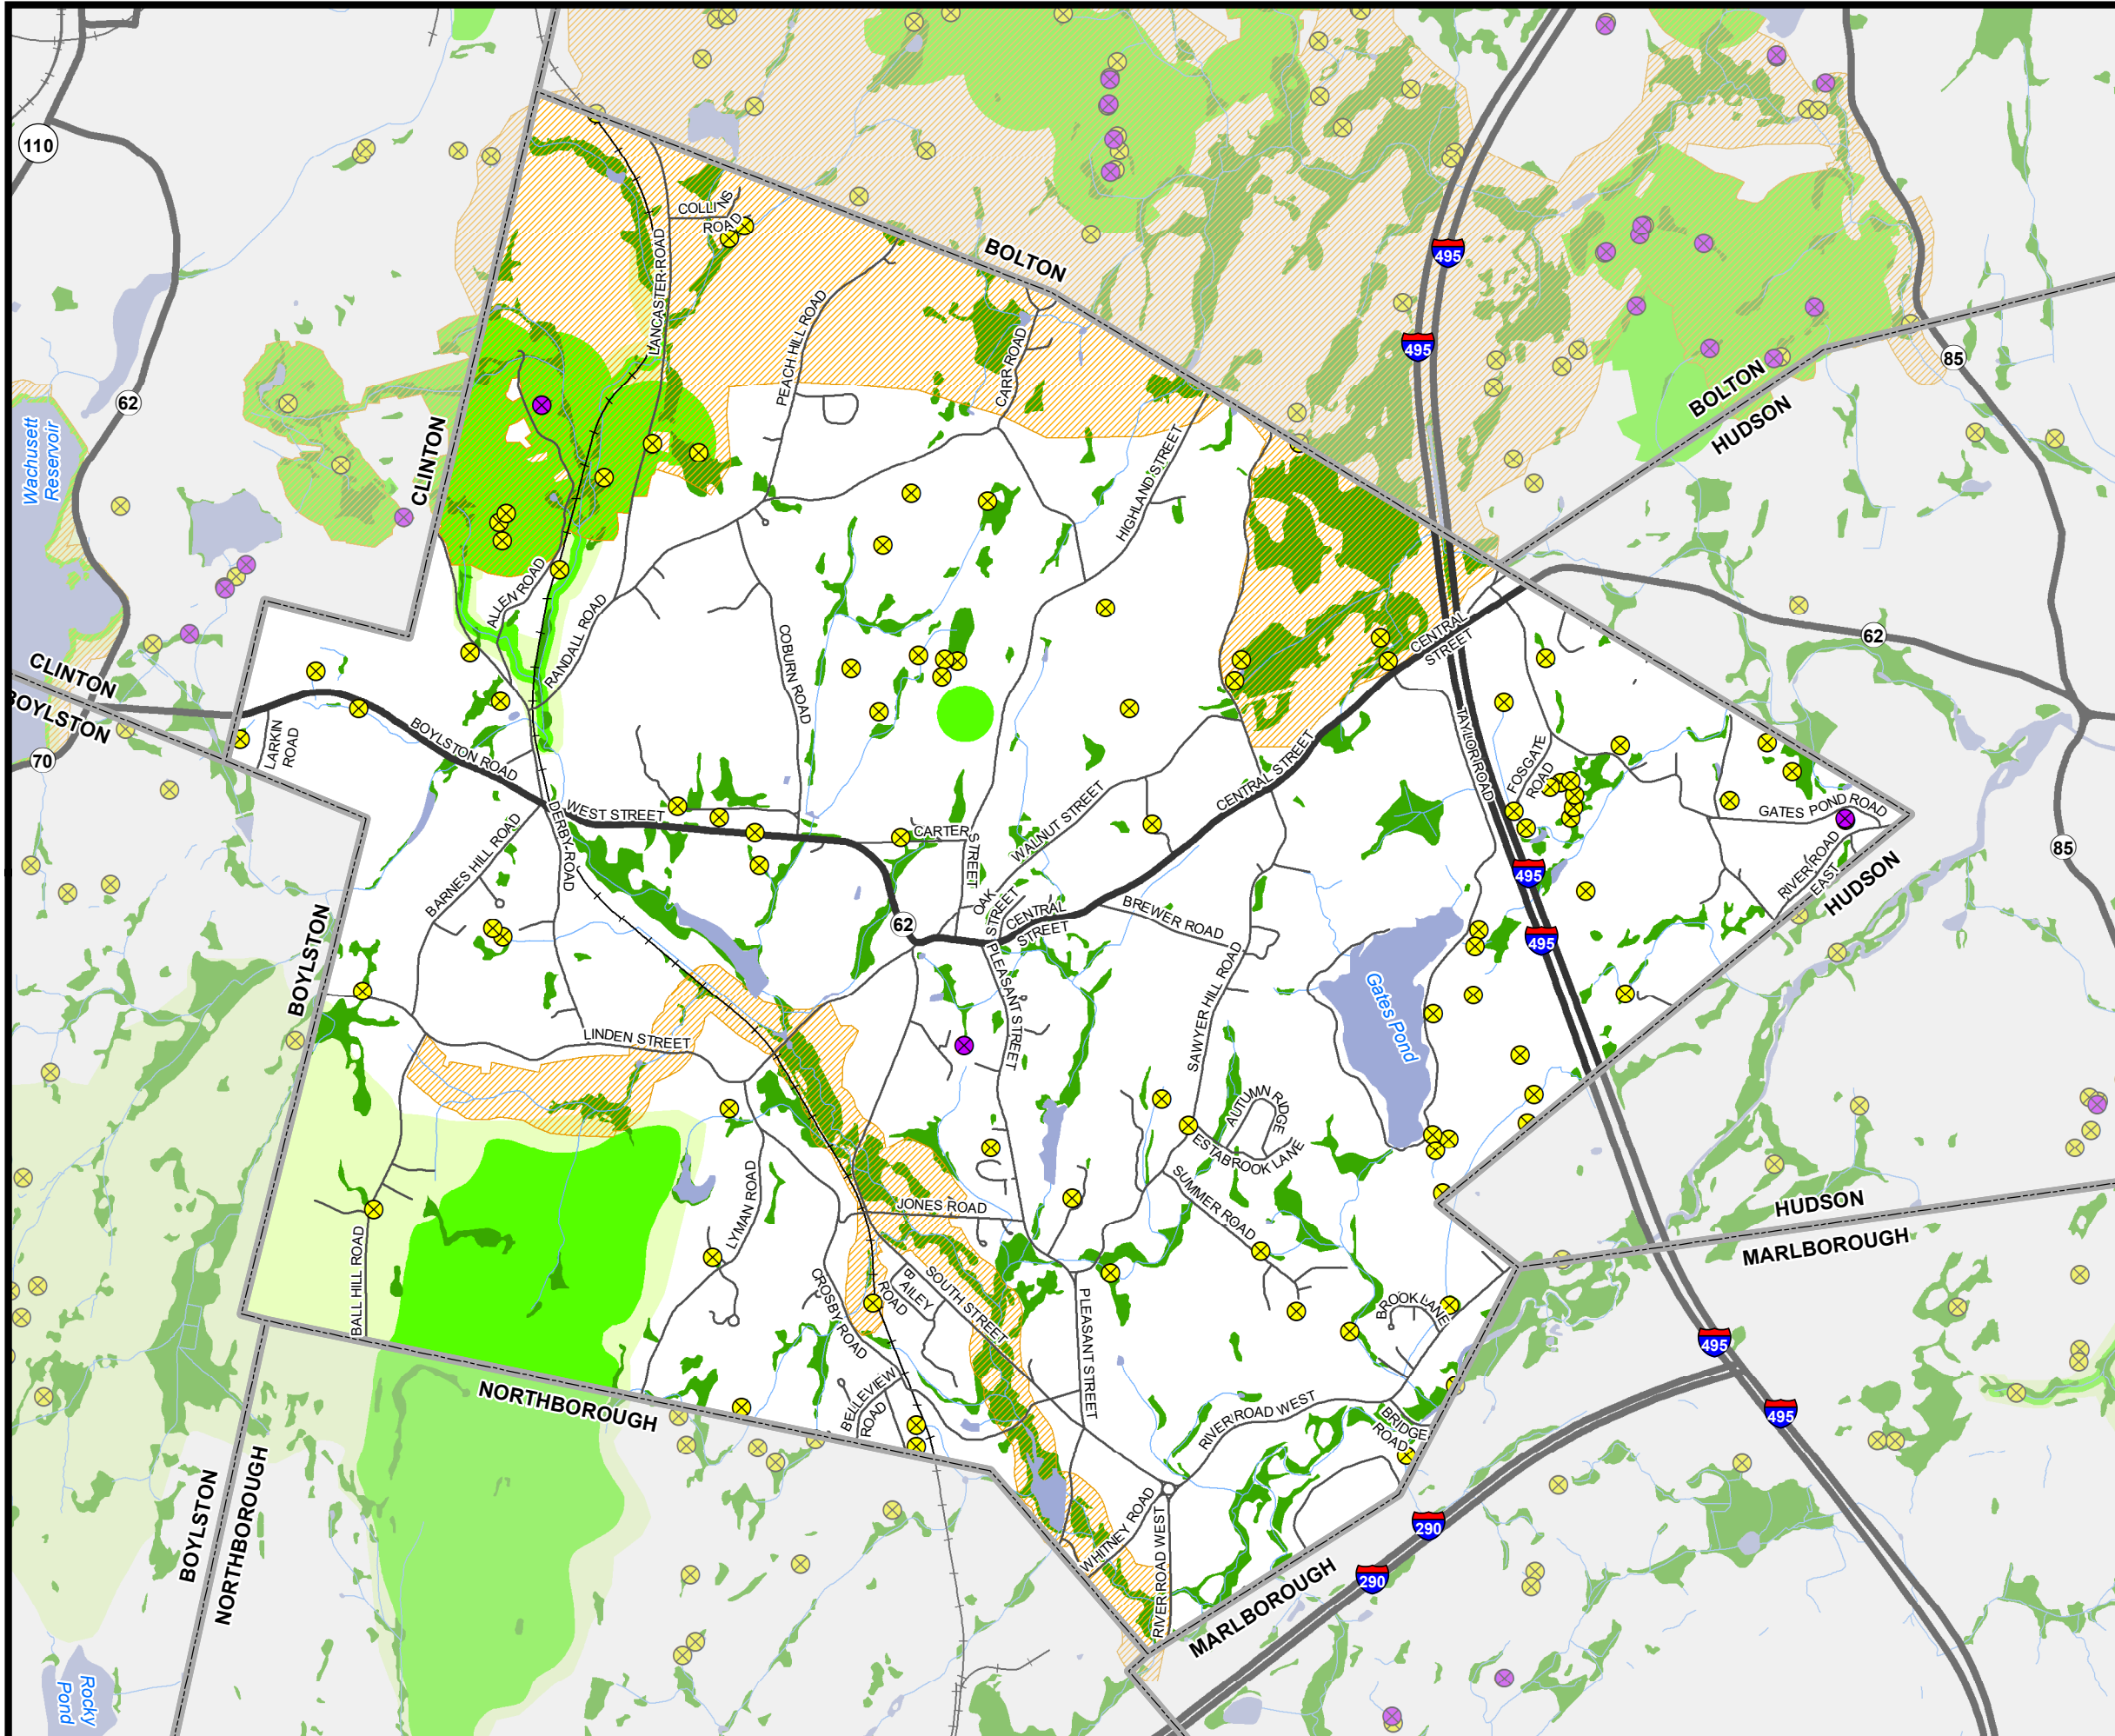 110
COLLINS
ROAD
BOLTON
495
LANCASTER ROAD
PEACH HILL ROAD
CARR ROAD
495
85
BOLTON
HUDSON
62
Wachusett
Reservoir
CLINTON
HIGHLAND STREET
ALLEN ROAD
RANDALL ROAD
COBURN ROAD
CENTRAL
STREET
62
CLINTON
BOYLSTON
70
LARKIN
ROAD
BOYLSTON ROAD
TAYLOR ROAD
FOSGATE
ROAD
WEST STREET
DERBY ROAD
CARTER
STREET
WALNUT STREET
CENTRAL STREET
GATES POND ROAD
RIVER ROAD
EAST
HUDSON
85
495
BARNES HILL ROAD
OAK
STREET
CENTRAL
STREET
62
BREWER ROAD
495
BOYLSTON
PLEASANT STREET
SAWYER HILL ROAD
Gates Pond
LINDEN STREET
AUTUMN RIDGE
ESTABROOK LANE
SUMMER ROAD
LYMAN ROAD
JONES ROAD
HUDSON
MARLBOROUGH
BALL HILL ROAD
CROSBY ROAD
BAILEY
ROAD
SOUTH STREET
PLEASANT STREET
BROOK LANE
495
NORTHBOROUGH
BELLEVIEW
ROAD
RIVER ROAD WEST
BRIDGE
ROAD
495
BOYLSTON
NORTHBOROUGH
WHITNEY ROAD
RIVER ROAD WEST
290
290
MARLBOROUGH
Rocky
Pond